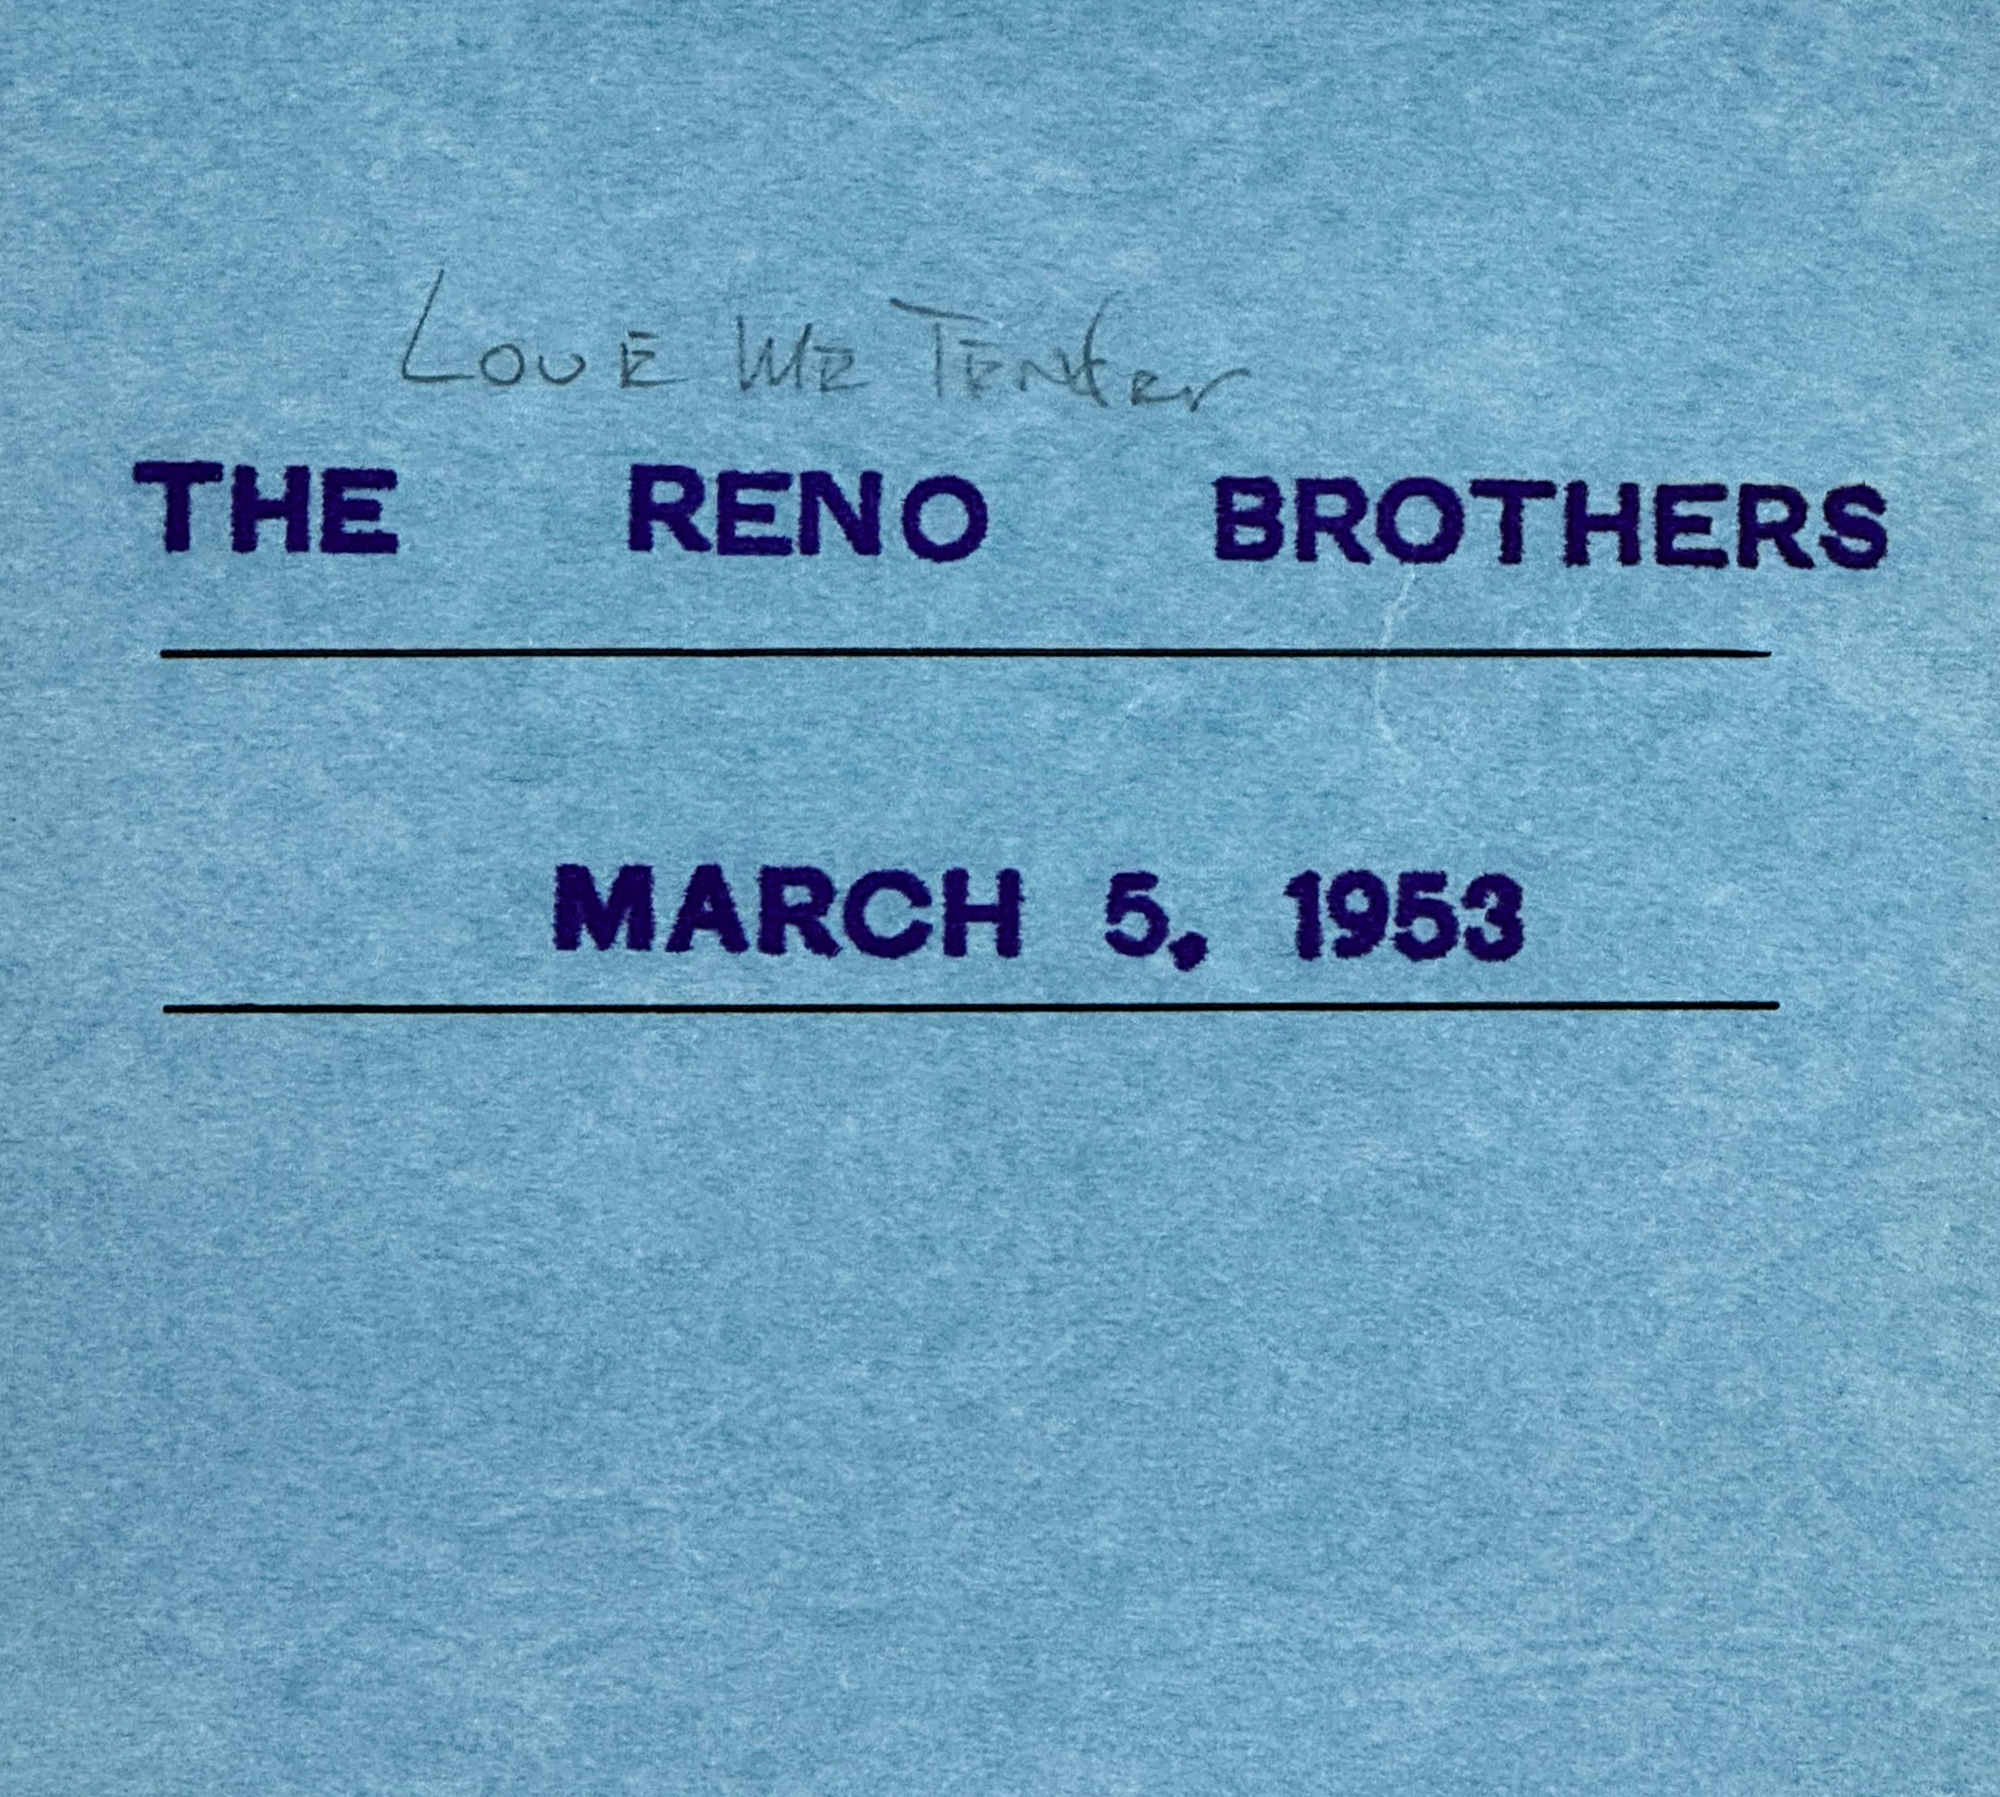 Love Me Tender
THE RENO BROTHERS
MARCH 5, 1953